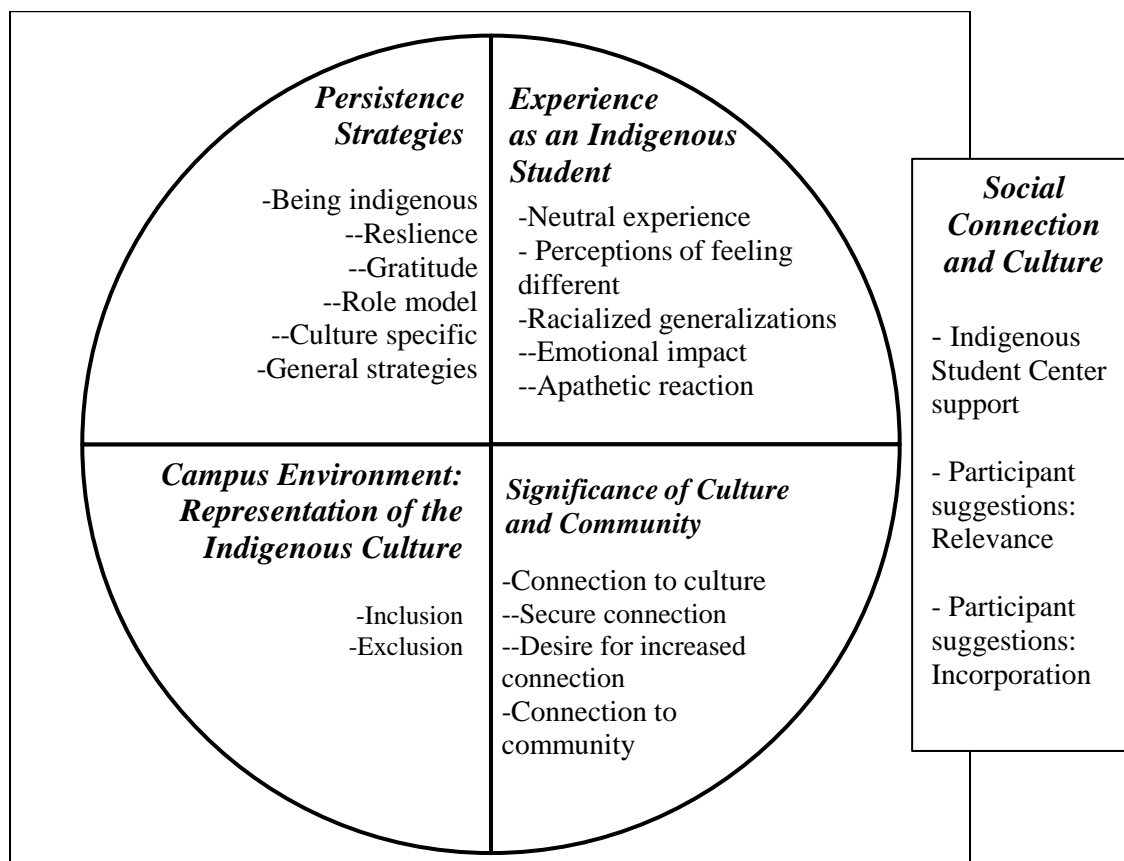 Persistence
Strategies
-Being indigenous
--Reslience
--Gratitude
--Role model
--Culture specific
-General strategies
Experience
as an Indigenous
Student
-Neutral experience
- Perceptions of feeling
different
-Racialized generalizations
--Emotional impact
--Apathetic reaction
Campus Environment:
Representation of the
Indigenous Culture
-Inclusion
-Exclusion
Significance of Culture
and Community
-Connection to culture
--Secure connection
--Desire for increased
connection
-Connection to
community
Social
Connection
and Culture
- Indigenous
Student Center
support
- Participant
suggestions:
Relevance
- Participant
suggestions:
Incorporation